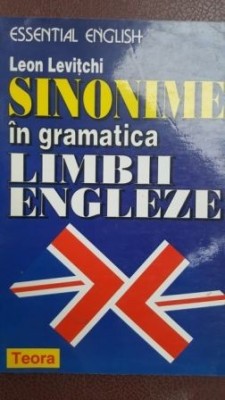 ESSENTIAL ENGLISH
Leon Levițchi
SINONIME
în gramatica
LIMBII
ENGLEZE
Teora